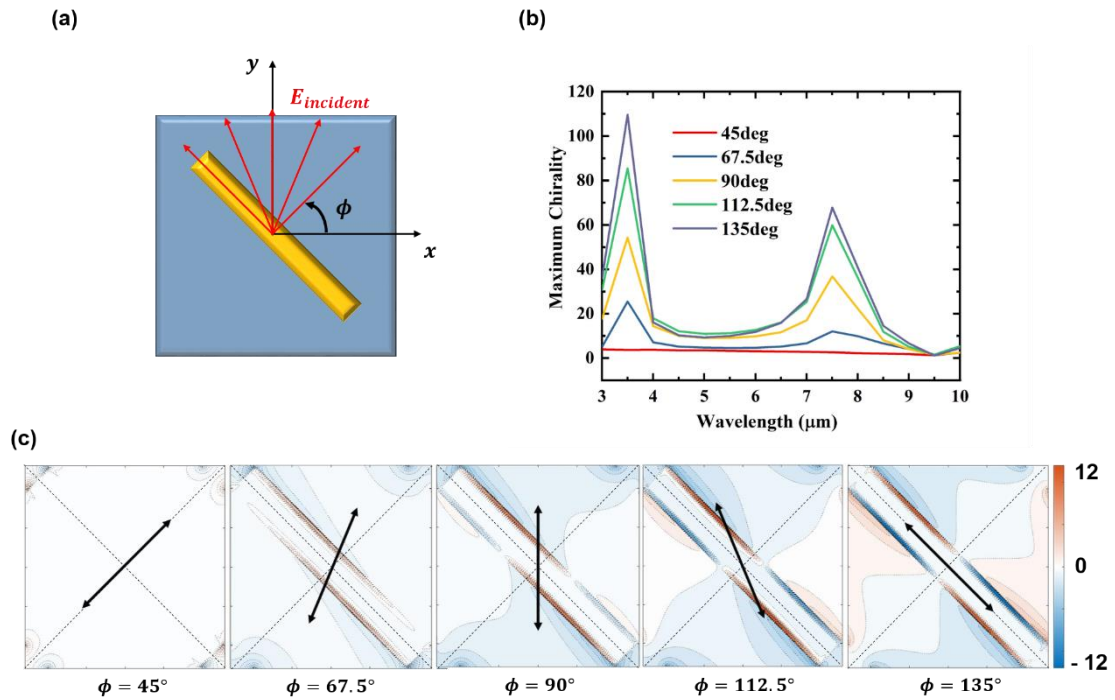 (a)
(b)
y
E_incident
ϕ
x
Maximum Chirality
120
100
80
60
40
20
0
45deg
67.5deg
90deg
112.5deg
135deg
3 4 5 6 7 8 9 10
Wavelength (μm)
(c)
12
0
- 12
ϕ = 45° ϕ = 67.5° ϕ = 90° ϕ = 112.5° ϕ = 135°